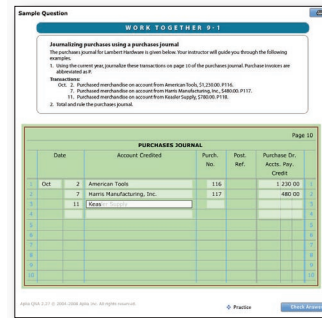 Sample Question
WORK TOGETHER 9-1
Journalizing purchases using a purchases journal
The purchases journal for Lambert Hardware is given below. Your instructor will guide you through the following
examples.
1. Using the current year, journalize these transactions on page 10 of the purchases journal. Purchase invoices are
abbreviated as P.
Transactions:
Oct. 2. Purchased merchandise on account from American Tools, $1,230.00. P116.
7. Purchased merchandise on account from Harris Manufacturing, Inc., $480.00. P117.
11. Purchased merchandise on account from Keasler Supply, $780.00. P118.
2. Total and rule the purchases journal.
Page 10
PURCHASES JOURNAL
Date Account Credited Purch. No. Post. Ref. Purchase Dr. Accts. Pay. Credit
1 Oct 2 American Tools 116 1 230 00 1
2 7 Harris Manufacturing, Inc. 117 480 00 2
3 11 Keasler Supply 3
4 4
5 5
6 6
7 7
8 8
9 9
10 10
All rights reserved.
Practice
Check Answer